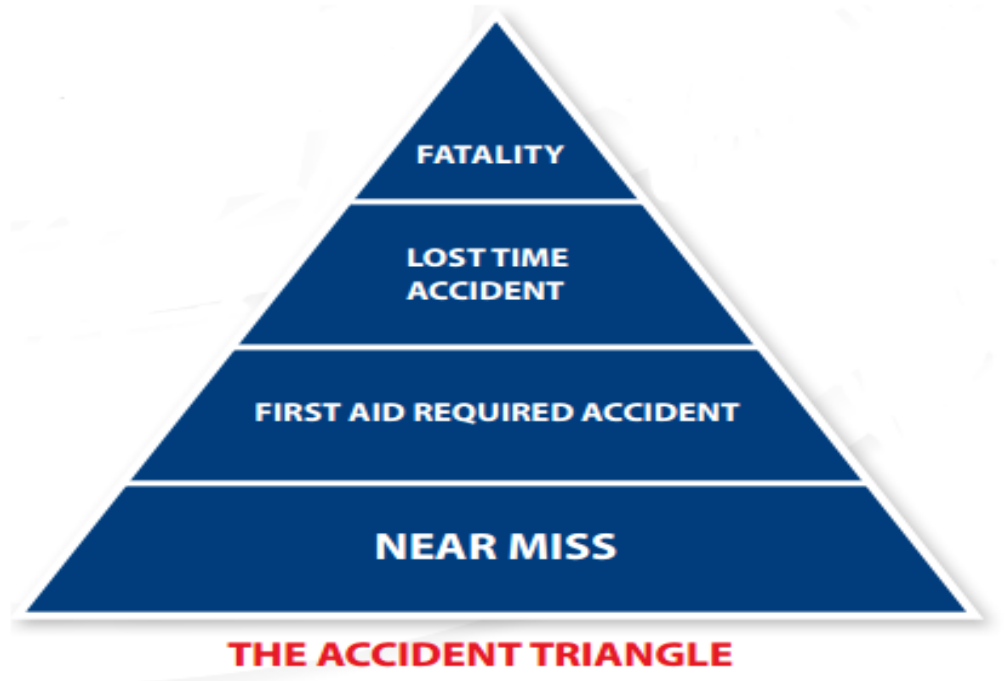 FATALITY
LOST TIME
ACCIDENT
FIRST AID REQUIRED ACCIDENT
NEAR MISS
THE ACCIDENT TRIANGLE